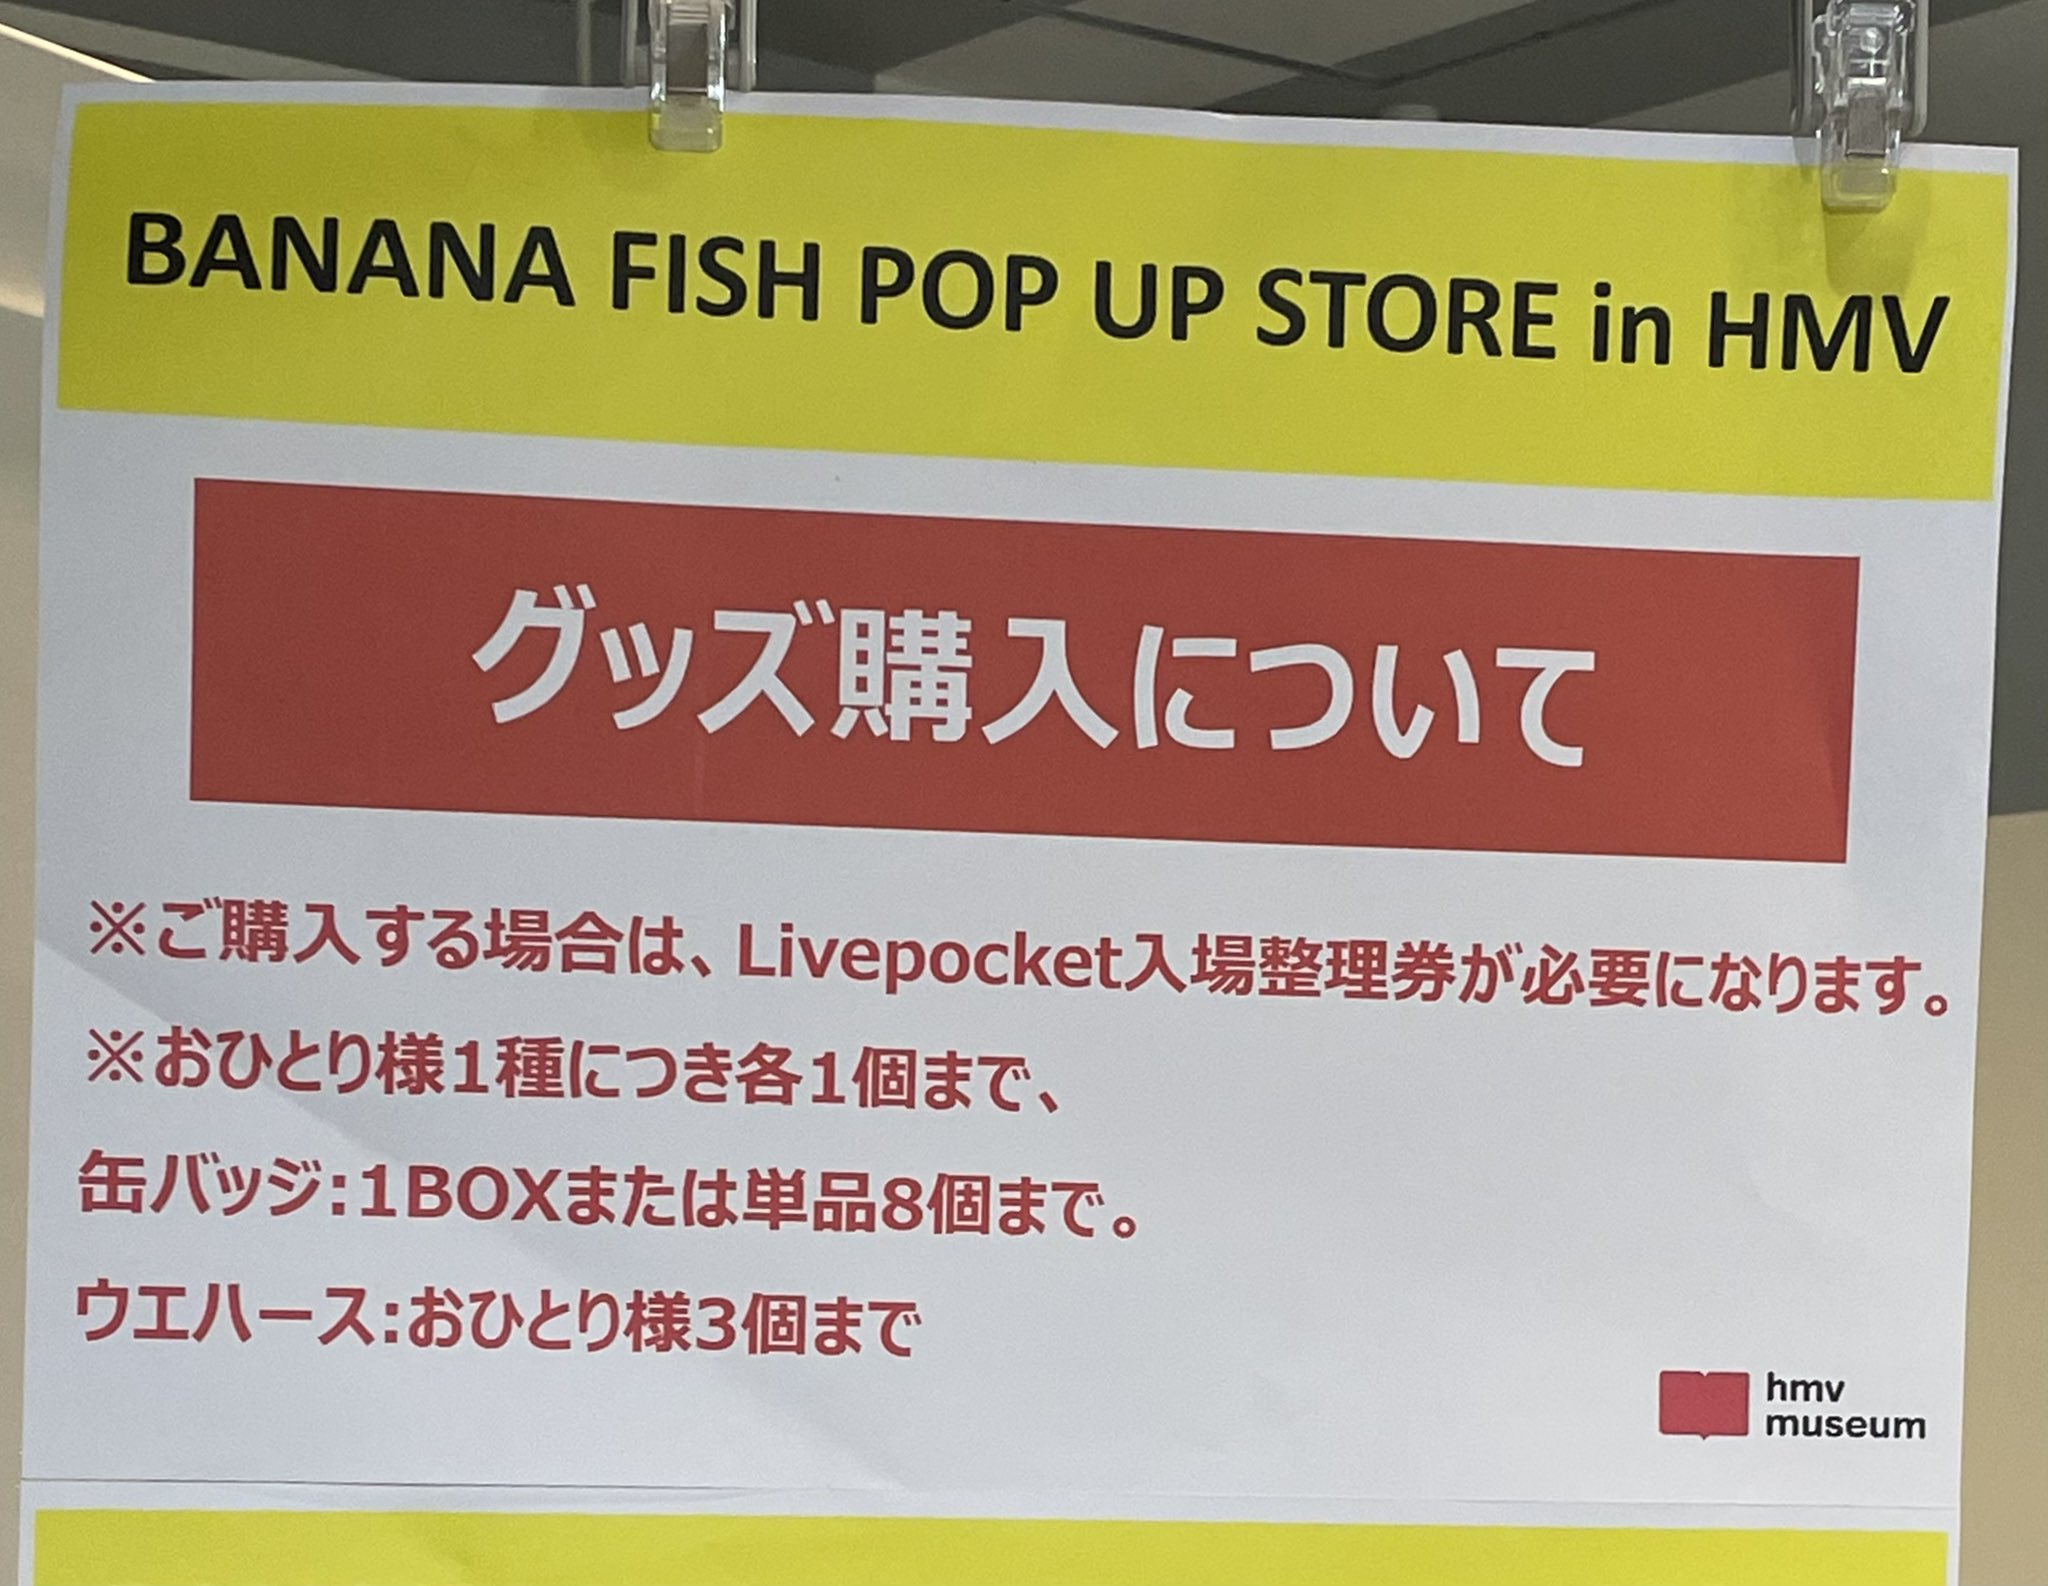 BANANA FISH POP UP STORE in HMV
グッズ購入について
※ご購入する場合は、Livepocket入場整理券が必要になります。
※おひとり様1種につき各1個まで、
缶バッジ:1BOXまたは単品8個まで。
ウエハース:おひとり様3個まで
hmv
museum